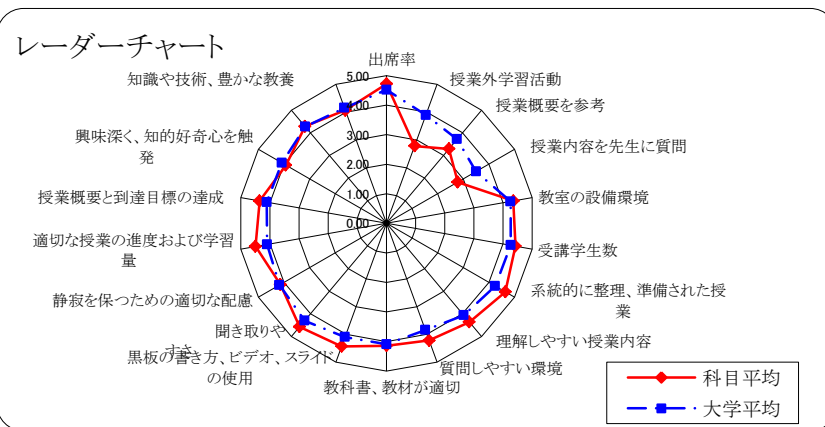 レーダーチャート
出席率
授業外学習活動
授業概要を参考
授業内容を先生に質問
教室の設備環境
受講学生数
系統的に整理、準備された授
業
理解しやすい授業内容
質問しやすい環境
教科書、教材が適切
黒板の書き方、ビデオ、スライド
の使用
聞き取りや
すさ
静寂を保つための適切な配慮
適切な授業の進度および学習
量
授業概要と到達目標の達成
興味深く、知的好奇心を触
発
知識や技術、豊かな教養
5.00
4.00
3.00
2.00
1.00
0.00
科目平均
大学平均